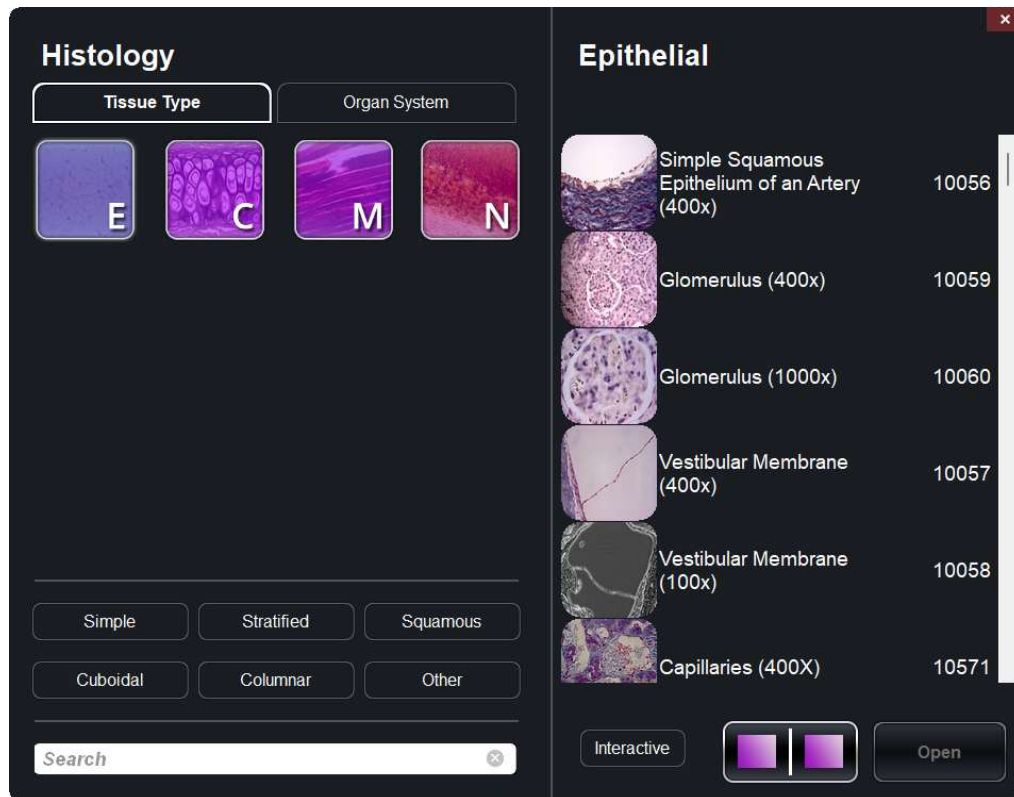 Histology
Tissue Type
Organ System
E
C
M
N
Simple
Stratified
Squamous
Cuboidal
Columnar
Other
Search
Epithelial
Simple Squamous
Epithelium of an Artery
(400x)
10056
Glomerulus (400x)
10059
Glomerulus (1000x)
10060
Vestibular Membrane
(400x)
10057
Vestibular Membrane
(100x)
10058
Capillaries (400X)
10571
Interactive
Open